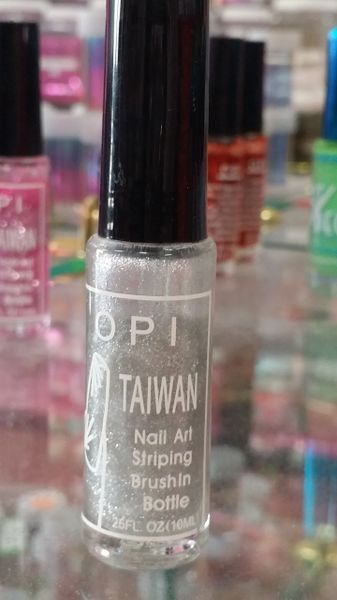 OPI
TAIWAN
Nail Art
Striping
BrushIn
Bottle
.25FL. OZ(10ML